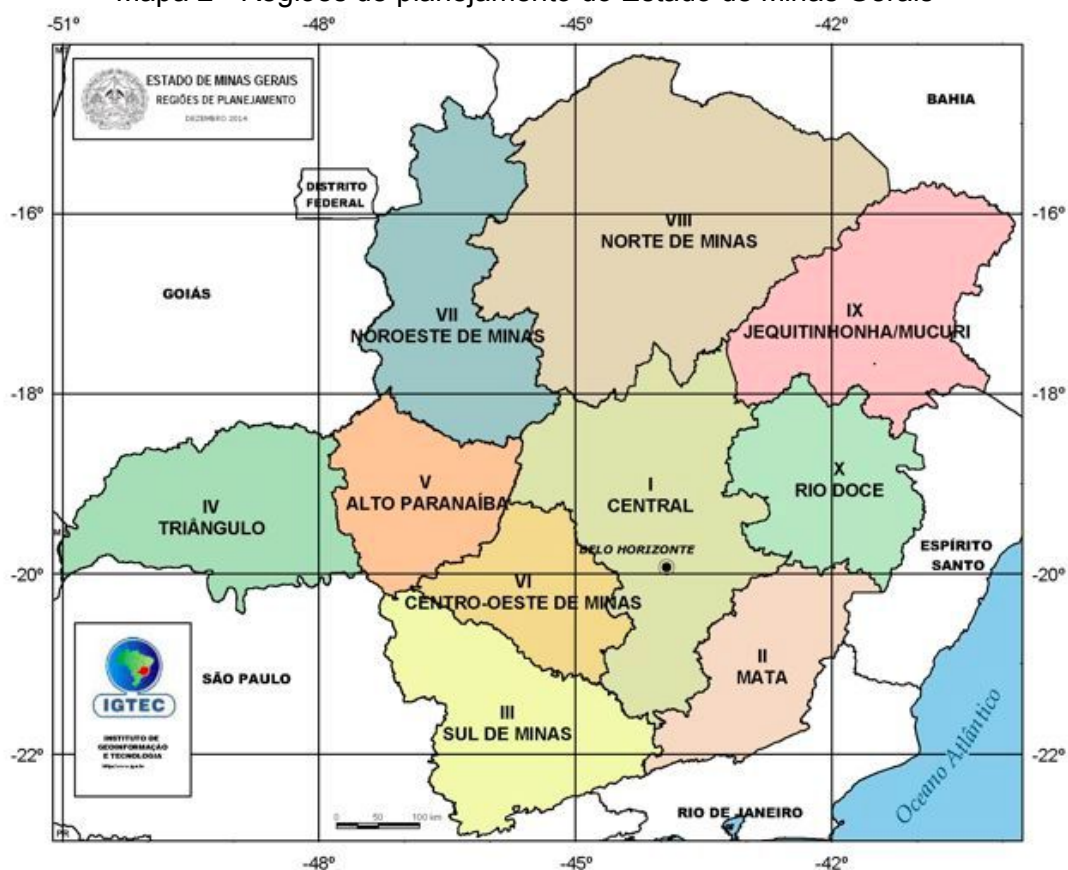 Mapa 2 - Regiões de planejamento do Estado de Minas Gerais
-51º
-48º
-45º
-42º
ESTADO DE MINAS GERAIS
REGIÕES DE PLANEJAMENTO
DEZEMBRO 2014
BAHIA
DISTRITO
FEDERAL
-16º
-16º
VIII
NORTE DE MINAS
GOIÁS
VII
NOROESTE DE MINAS
IX
JEQUITINHONHA/MUCURI
-18º
-18º
V
ALTO PARANAÍBA
I
CENTRAL
X
RIO DOCE
IV
TRIÂNGULO
BELO HORIZONTE
ESPÍRITO
SANTO
-20º
-20º
VI
CENTRO-OESTE DE MINAS
II
MATA
SÃO PAULO
IGTEC
INSTITUTO DE
GEOINFORMAÇÃO
E TECNOLOGIA
III
SUL DE MINAS
-22º
-22º
Oceano Atlântico
RIO DE JANEIRO
0 50 100 km
PR
-48º
-45º
-42º